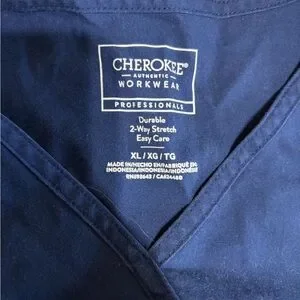 CHEROKEE®
AUTHENTIC
WORKWEAR
PROFESSIONALS
Durable
2-Way Stretch
Easy Care
XL / XG / TG
MADE IN/HECHO EN/FABRIQUÉ EN:
INDONESIA/INDONESIA/INDONÉSIE